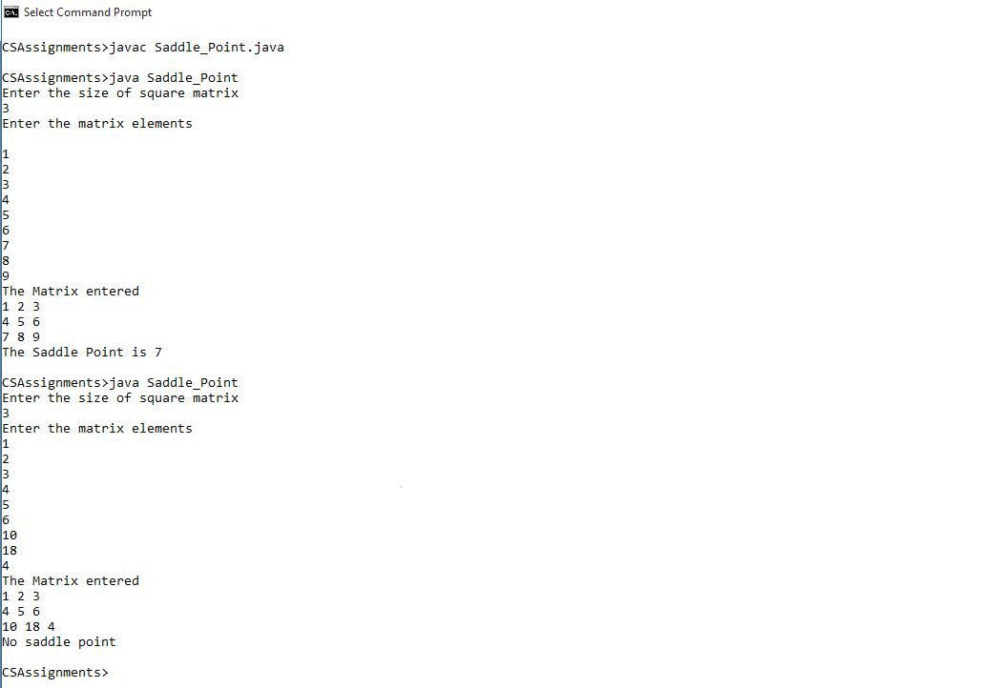 Select Command Prompt
CSAssignments>javac Saddle_Point.java
CSAssignments>java Saddle_Point
Enter the size of square matrix
3
Enter the matrix elements
1
2
3
4
5
6
7
8
9
The Matrix entered
1 2 3
4 5 6
7 8 9
The Saddle Point is 7
CSAssignments>java Saddle_Point
Enter the size of square matrix
3
Enter the matrix elements
1
2
3
4
5
6
10
18
4
The Matrix entered
1 2 3
4 5 6
10 18 4
No saddle point
CSAssignments>